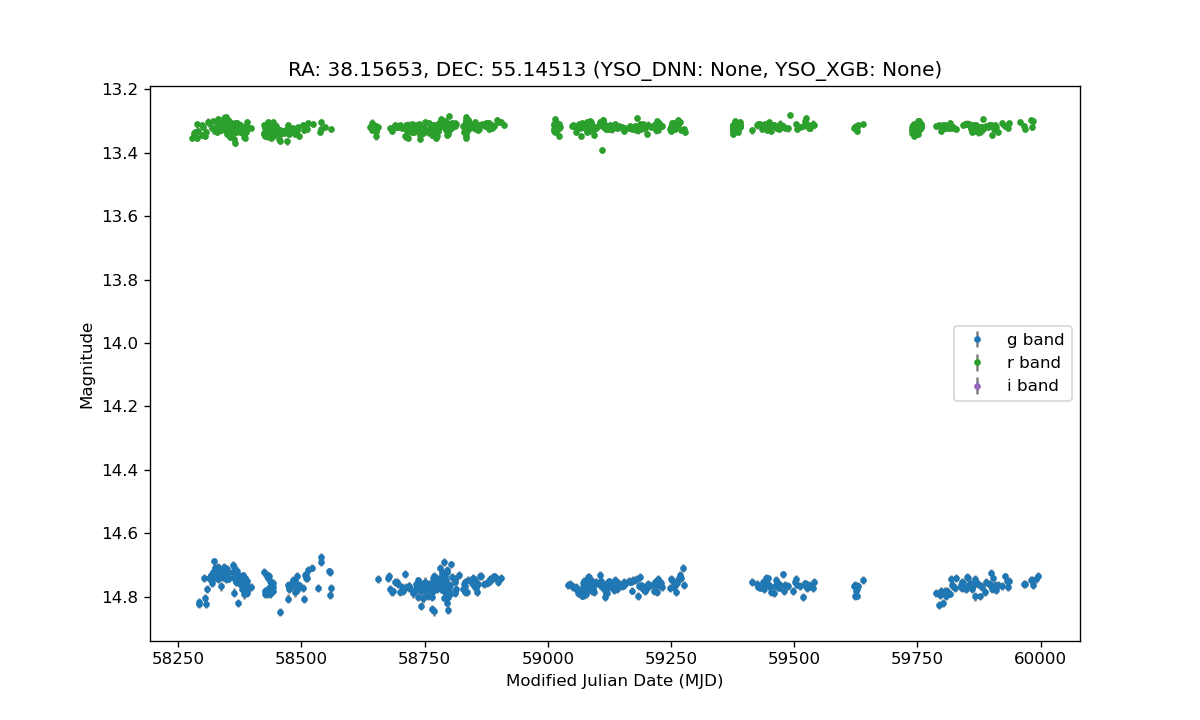 RA: 38.15653, DEC: 55.14513 (YSO_DNN: None, YSO_XGB: None)
13.2
13.4
13.6
13.8
14.0
14.2
14.4
14.6
14.8
Magnitude
g band
r band
i band
58250 58500 58750 59000 59250 59500 59750 60000
Modified Julian Date (MJD)